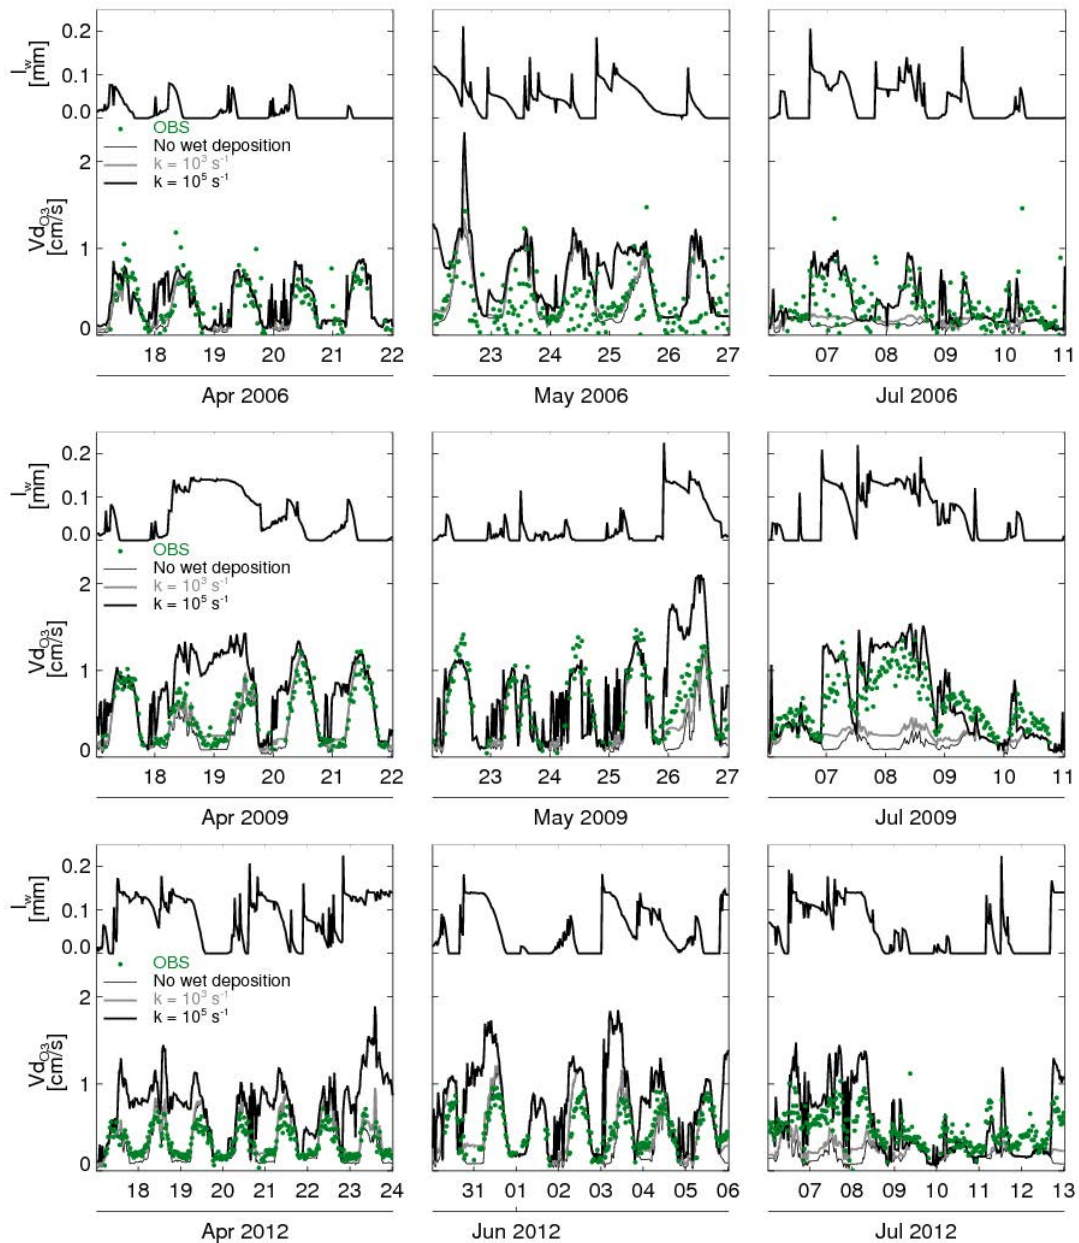 0.2
0.1
0.0
I_w
[mm]
OBS
No wet deposition
k = 10³ s⁻¹
k = 10⁵ s⁻¹
2
1
0
Vd_O₃
[cm/s]
18 19 20 21 22
23 24 25 26 27
07 08 09 10 11
Apr 2006
May 2006
Jul 2006
0.2
0.1
0.0
I_w
[mm]
OBS
No wet deposition
k = 10³ s⁻¹
k = 10⁵ s⁻¹
2
1
0
Vd_O₃
[cm/s]
18 19 20 21 22
23 24 25 26 27
07 08 09 10 11
Apr 2009
May 2009
Jul 2009
0.2
0.1
0.0
I_w
[mm]
OBS
No wet deposition
k = 10³ s⁻¹
k = 10⁵ s⁻¹
2
1
0
Vd_O₃
[cm/s]
18 19 20 21 22 23 24
31 01 02 03 04 05 06
07 08 09 10 11 12 13
Apr 2012
Jun 2012
Jul 2012